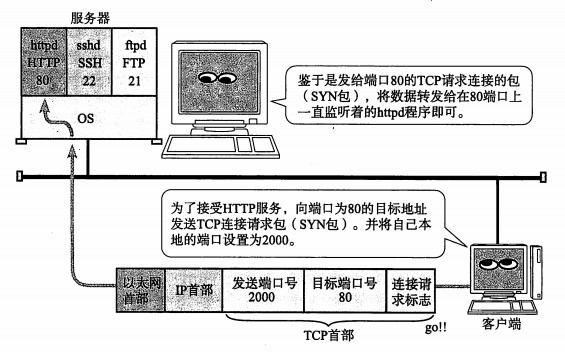 服务器
httpd
HTTP
80
sshd
SSH
22
ftpd
FTP
21
OS
鉴于是发给端口80的TCP请求连接的包
（SYN包），将数据转发给在80端口上
一直监听着的httpd程序即可。
为了接受HTTP服务，向端口为80的目标地址
发送TCP连接请求包（SYN包）。并将自己本
地的端口设置为2000。
以太网
首部
IP首部
发送端口号
2000
目标端口号
80
连接请
求标志
TCP首部
go!!
客户端